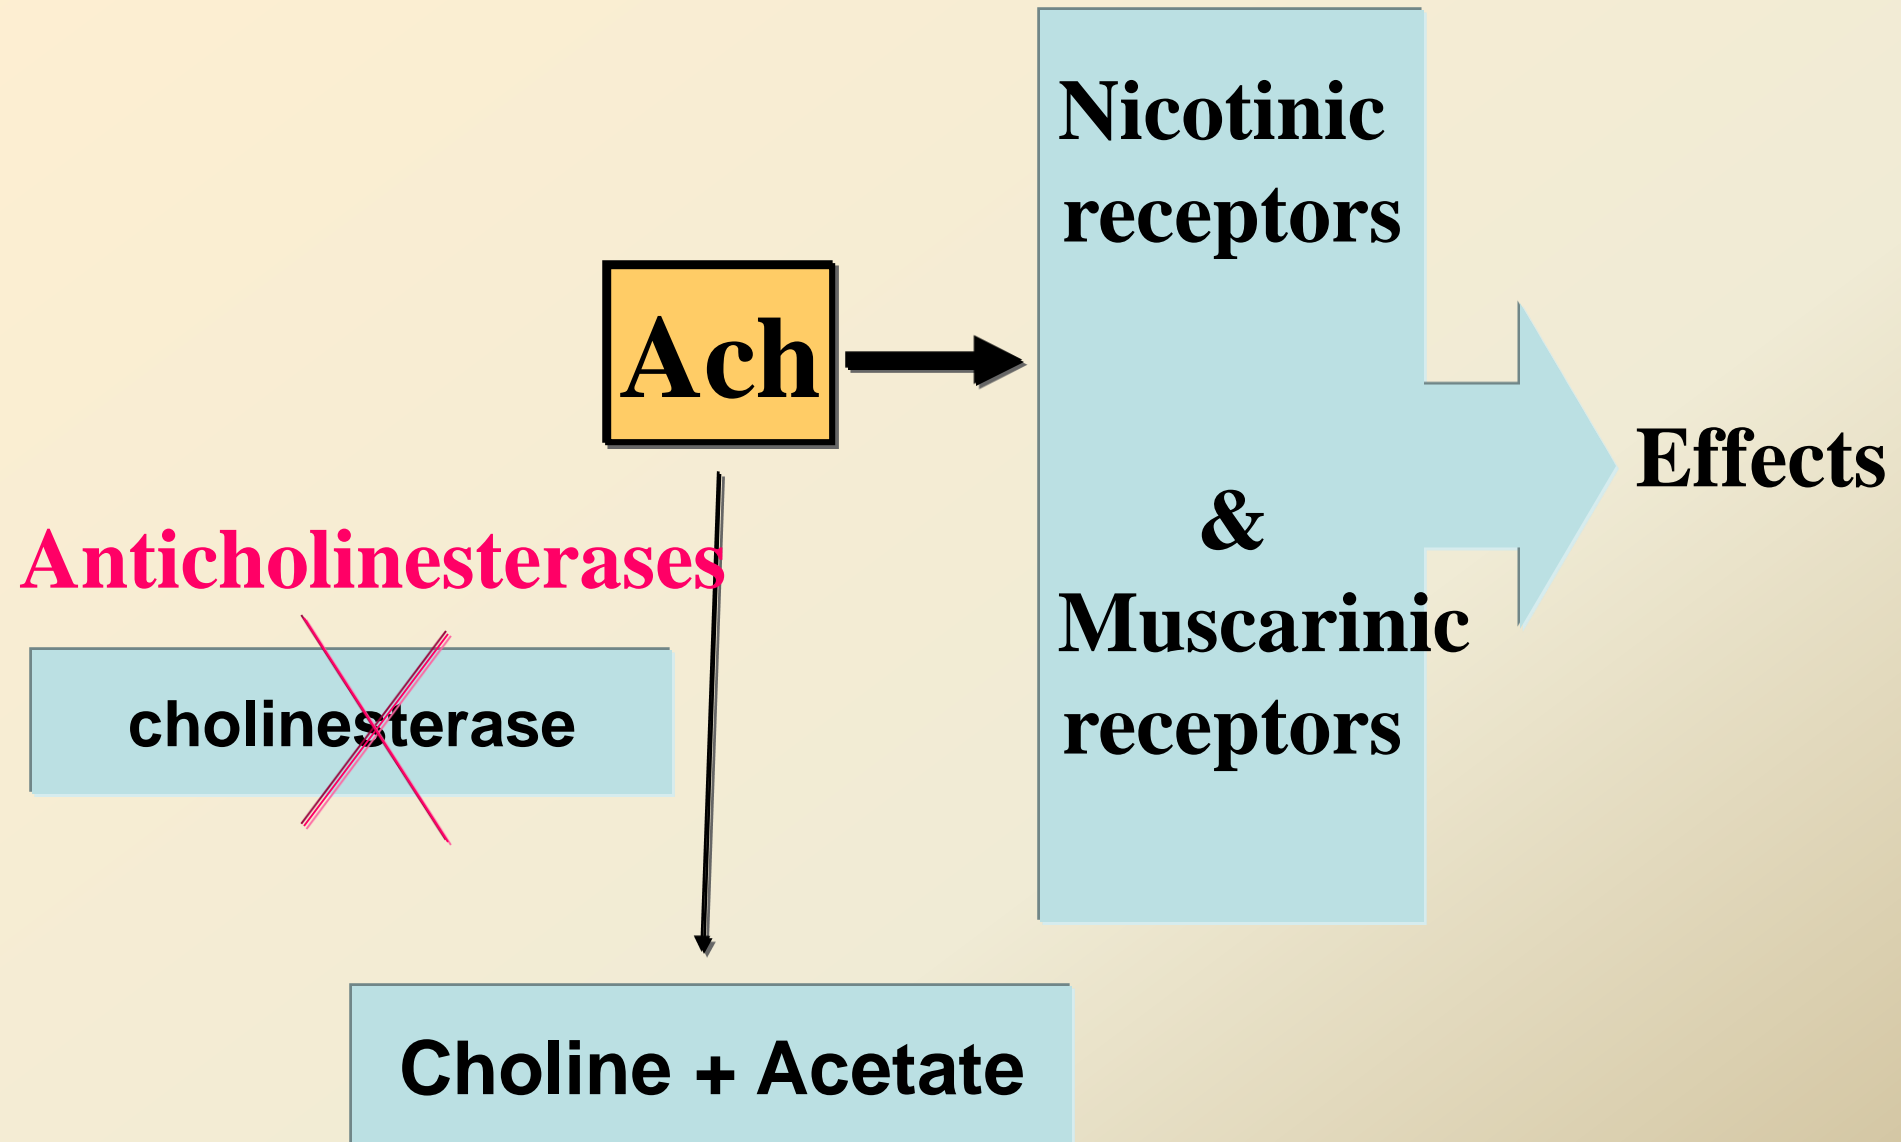 Nicotinic
receptors
Ach
&
Muscarinic
receptors
Effects
Anticholinesterases
cholinesterase
Choline + Acetate